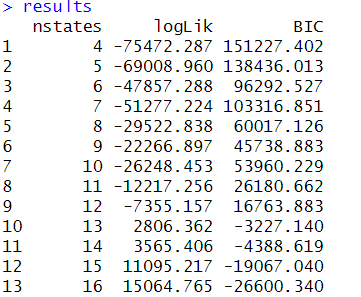 > results
nstates logLik BIC
1 4 -75472.287 151227.402
2 5 -69008.960 138436.013
3 6 -47857.288 96292.527
4 7 -51277.224 103316.851
5 8 -29522.838 60017.126
6 9 -22266.897 45738.883
7 10 -26248.453 53960.229
8 11 -12217.256 26180.662
9 12 -7355.157 16763.883
10 13 2806.362 -3227.140
11 14 3565.406 -4388.619
12 15 11095.217 -19067.040
13 16 15064.765 -26600.340